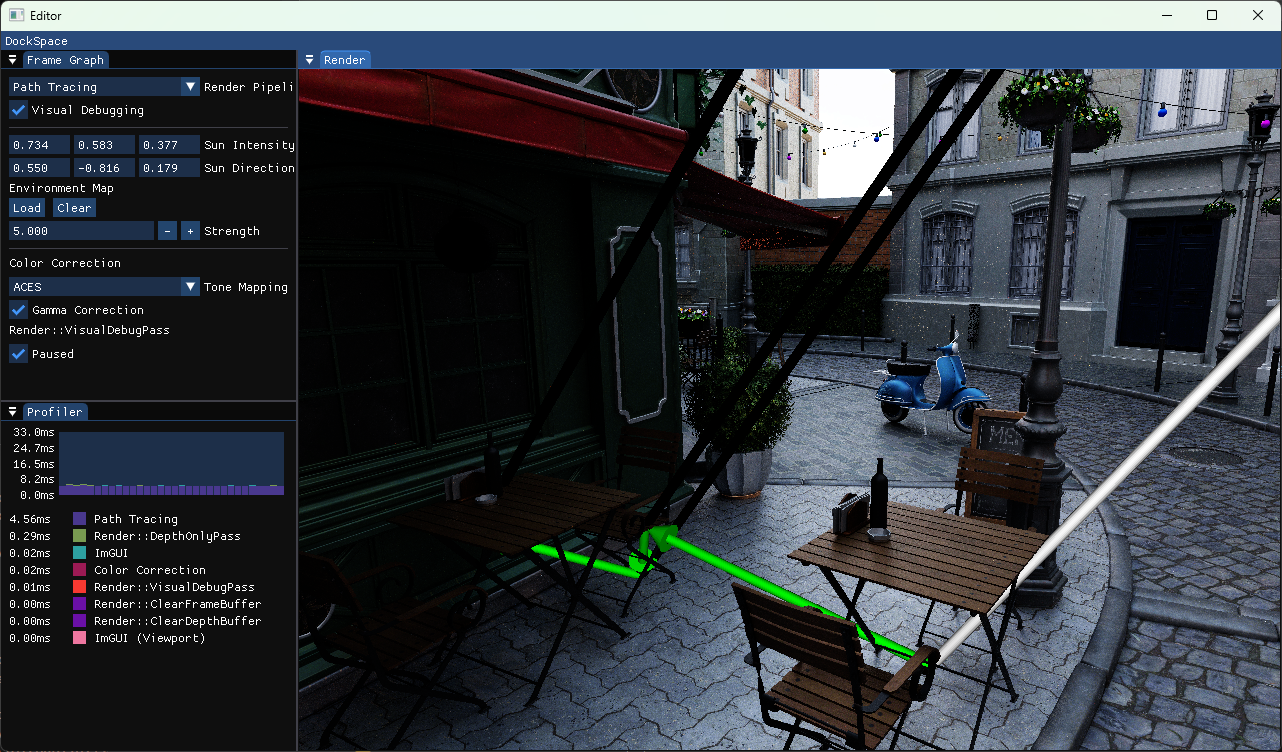 Editor
DockSpace
Frame Graph
Path Tracing Render Pipeli
Visual Debugging
0.734 0.583 0.377 Sun Intensity
0.550 -0.816 0.179 Sun Direction
Environment Map
Load Clear
5.000 - + Strength
Color Correction
ACES Tone Mapping
Gamma Correction
Render::VisualDebugPass
Paused
Profiler
33.0ms
24.7ms
16.5ms
8.2ms
0.0ms
4.56ms Path Tracing
0.29ms Render::DepthOnlyPass
0.02ms ImGUI
0.02ms Color Correction
0.01ms Render::VisualDebugPass
0.00ms Render::ClearFrameBuffer
0.00ms Render::ClearDepthBuffer
0.00ms ImGUI (Viewport)
Render